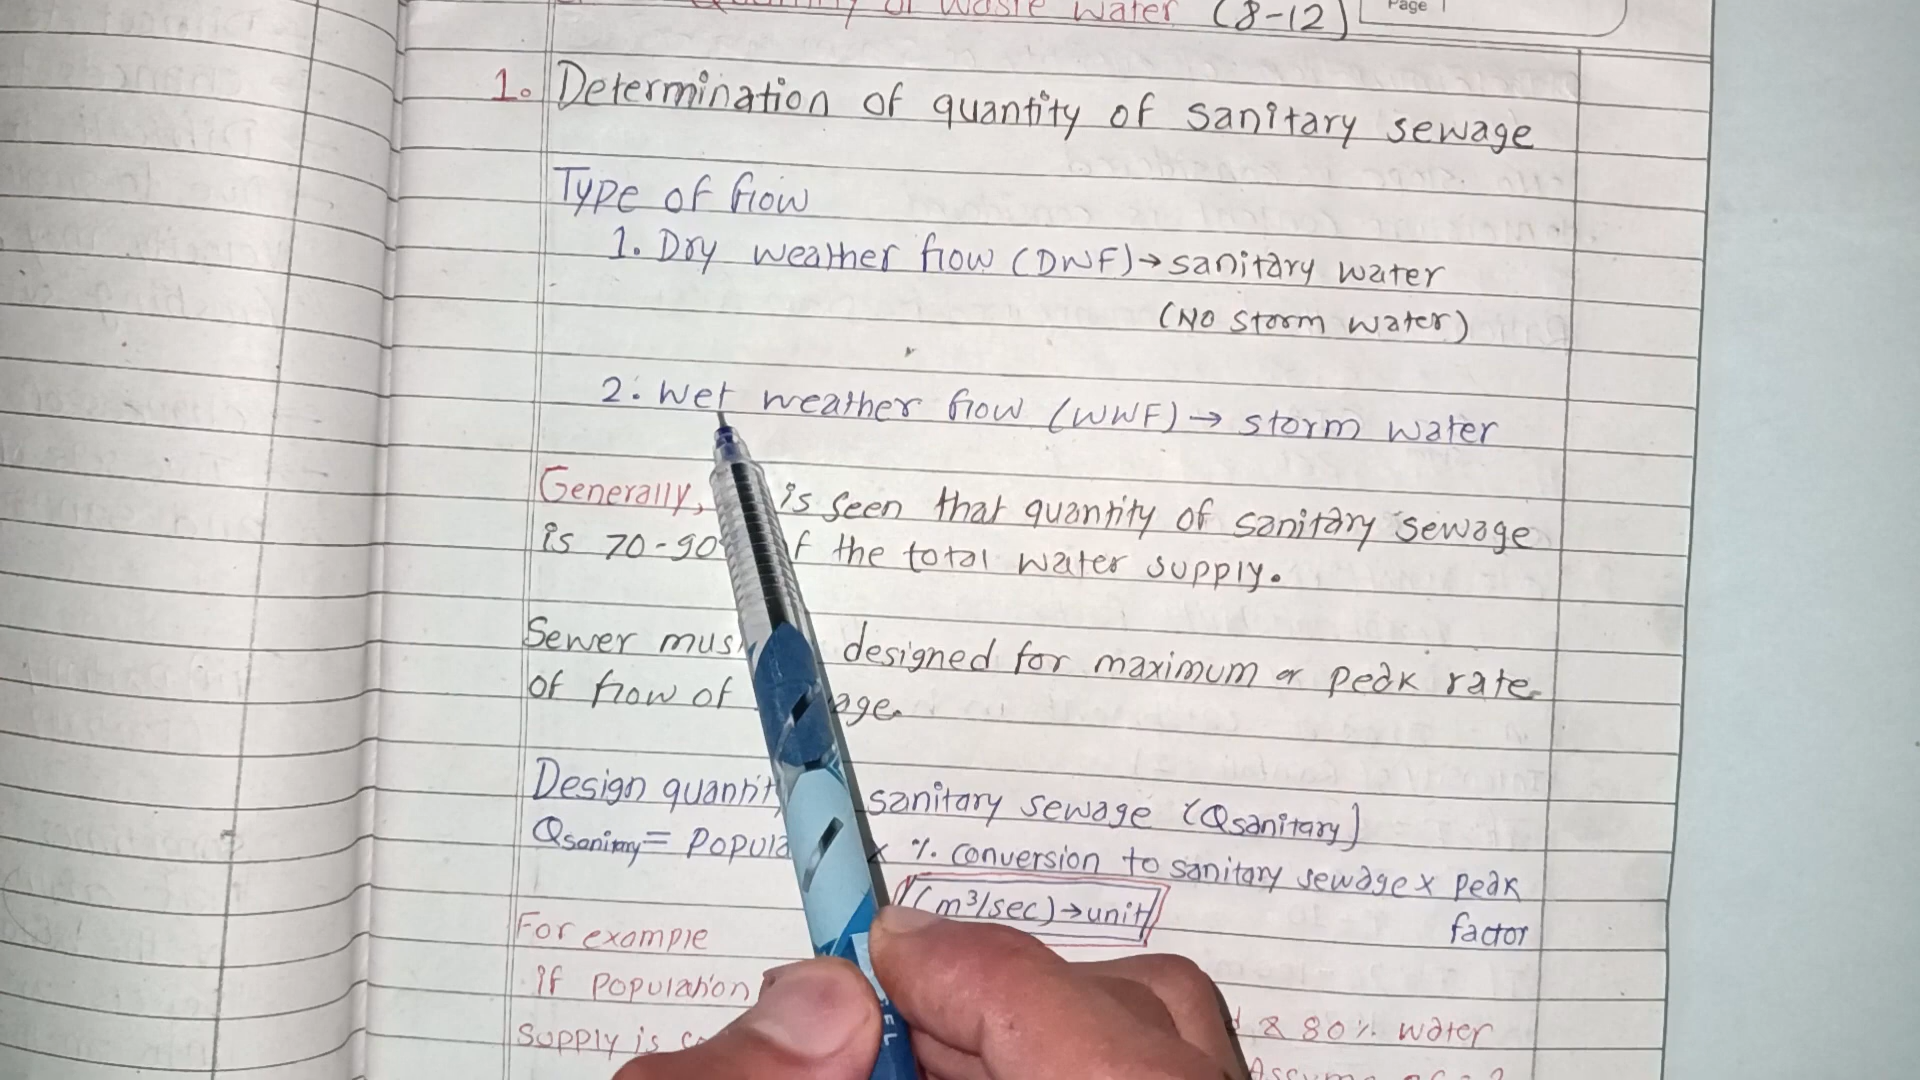 Quantity of Waste Water (8-12)
Page
1. Determination of quantity of sanitary sewage
Type of flow
1. Dry weather flow (DWF)→sanitary water
(No storm water)
2. Wet weather flow (WWF)→ storm water
Generally, is seen that quantity of sanitary sewage
is 70-90 of the total water supply.
Sewer must designed for maximum or peak rate
of flow of
Design quantity sanitary sewage (Qsanitary)
Qsanitary= Popula x % conversion to sanitary sewage x peak
(m³/sec)→unit
factor
For example
if population
& 80% water
supply is